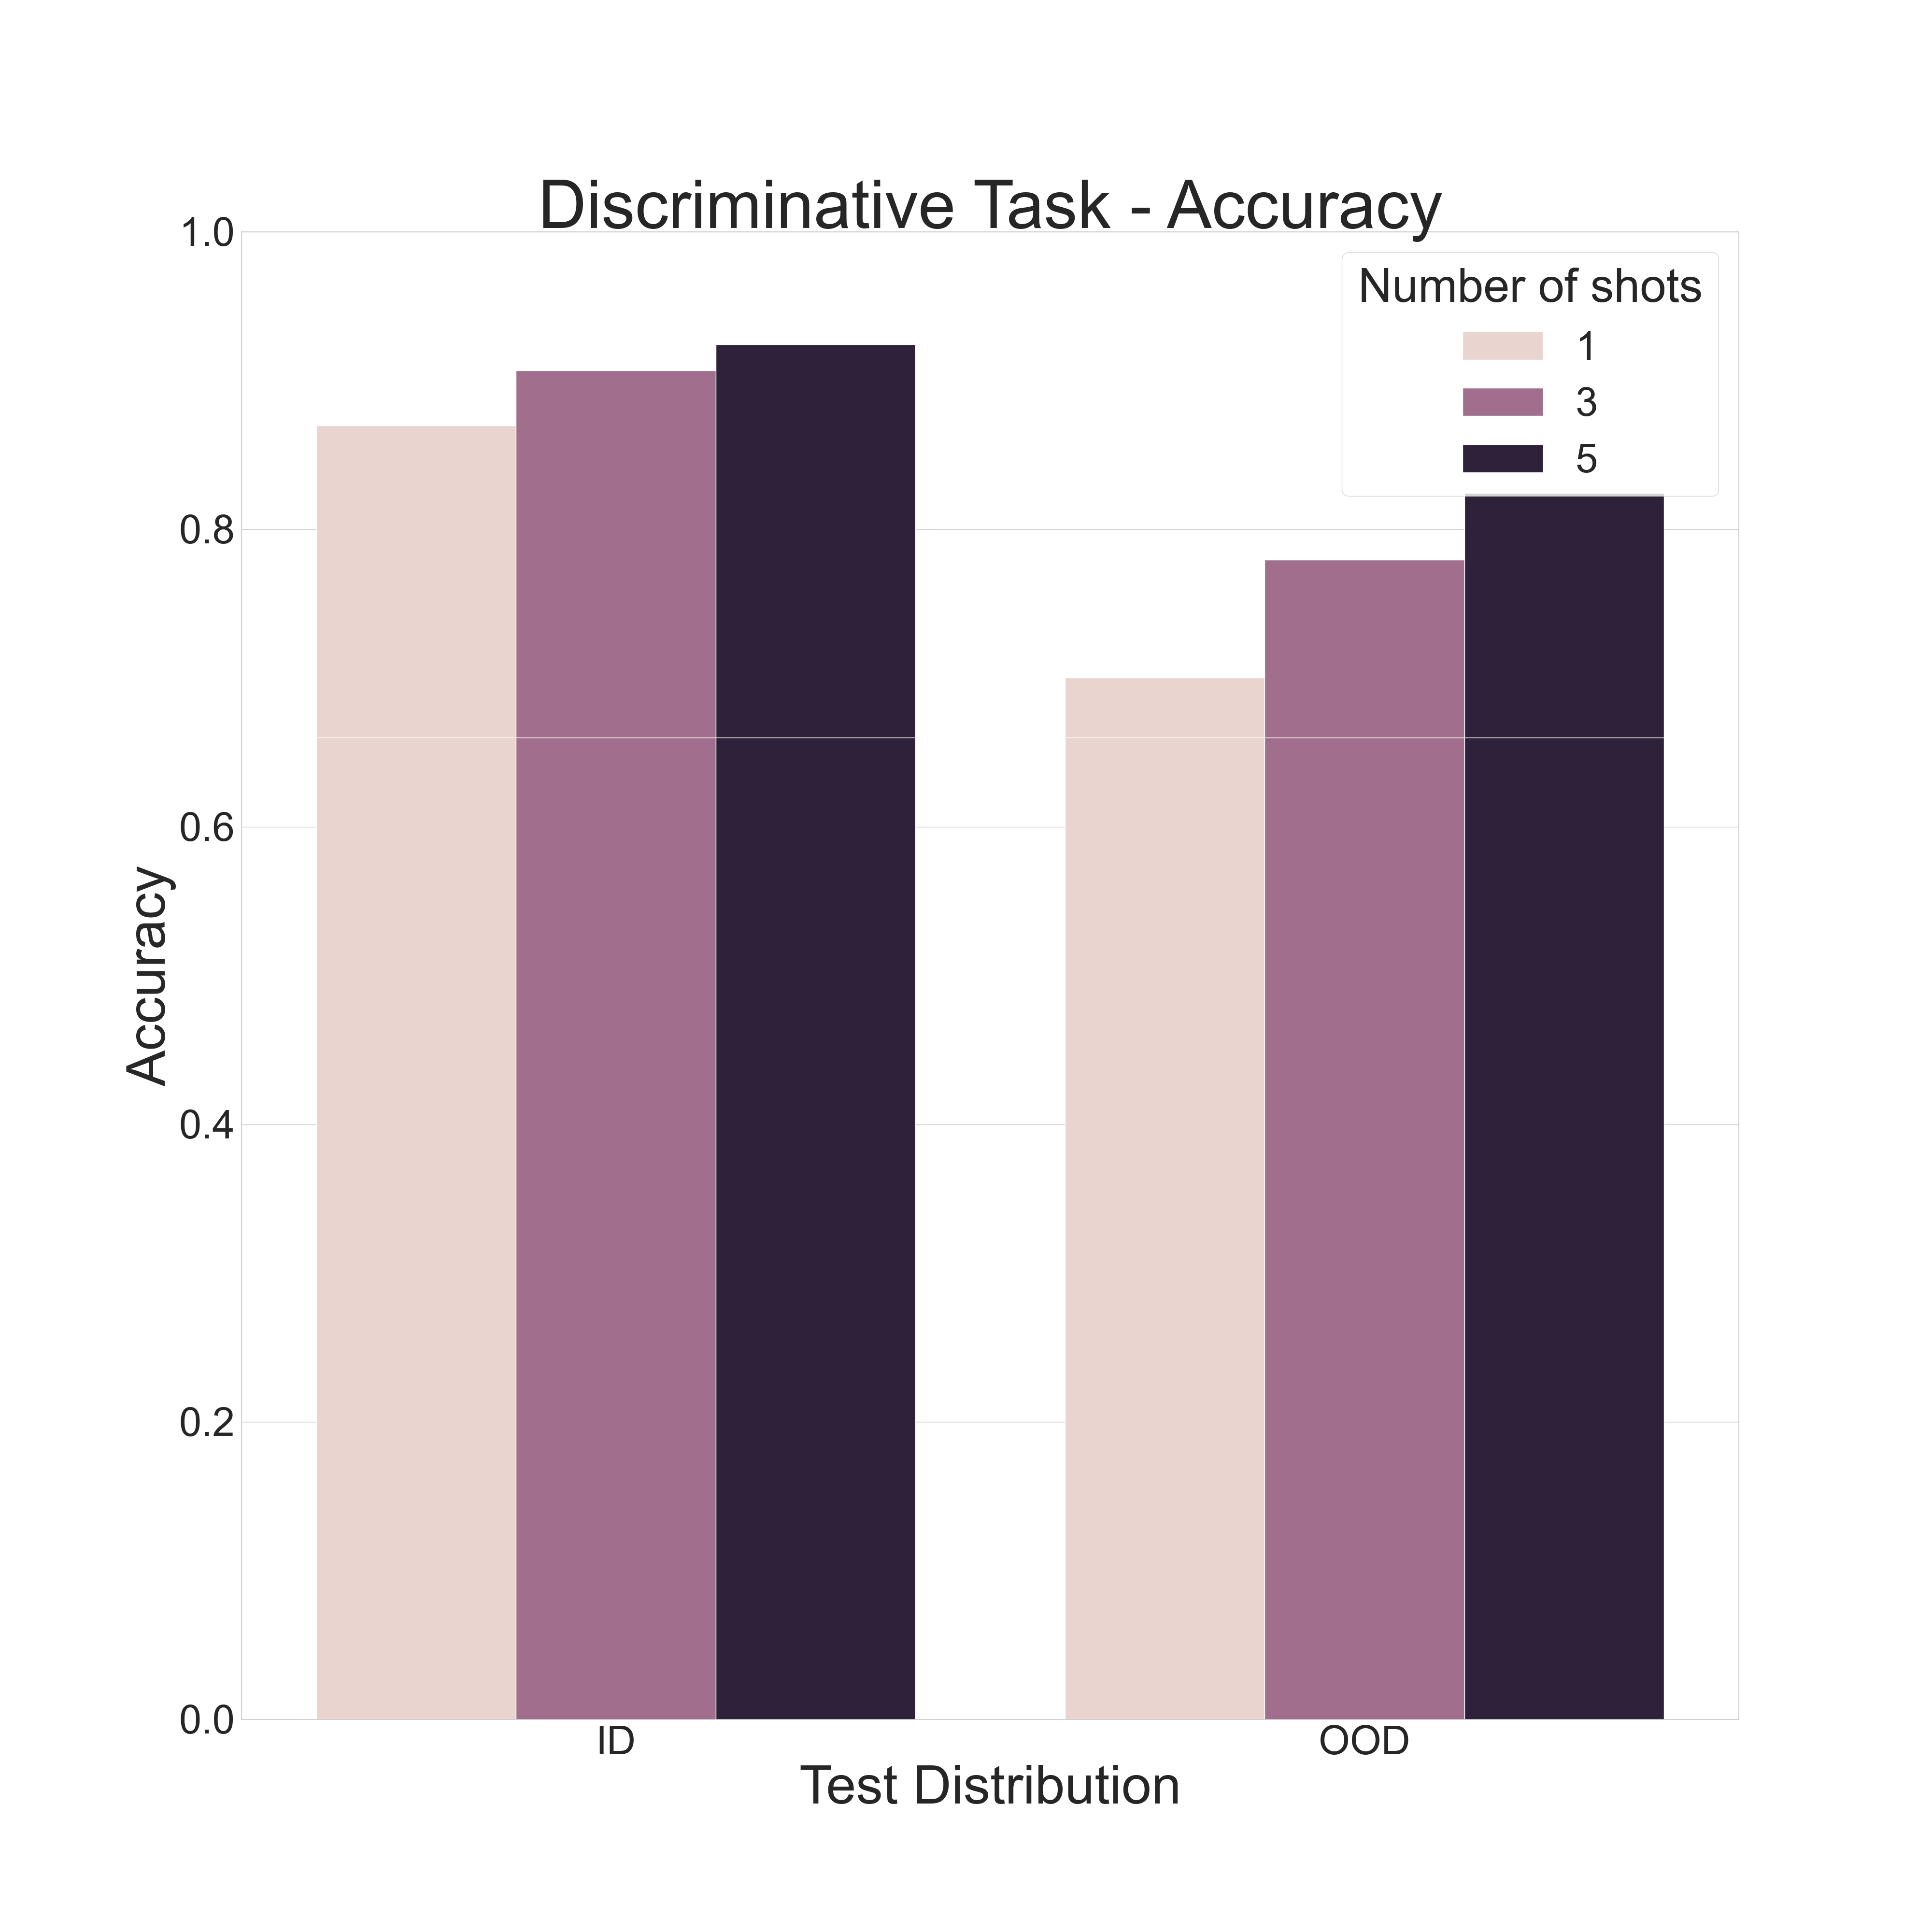 Discriminative Task - Accuracy
Number of shots
1
3
5
1.0
0.8
0.6
0.4
0.2
0.0
Accuracy
ID
OOD
Test Distribution